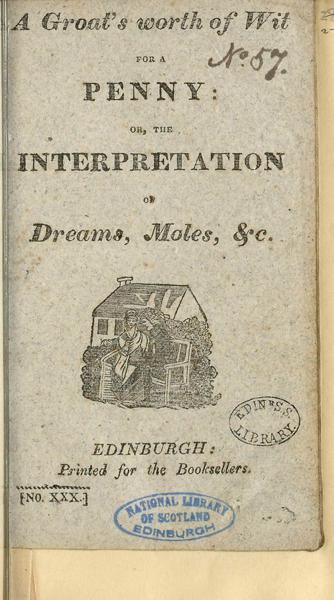 A Groat's worth of Wit
No. 57.
FOR A
PENNY:
OR, THE
INTERPRETATION
OF
Dreams, Moles, &c.
EDINR. S.S.
LIBRARY.
EDINBURGH:
Printed for the Booksellers.
[NO. XXX.]
NATIONAL LIBRARY
OF SCOTLAND
EDINBURGH